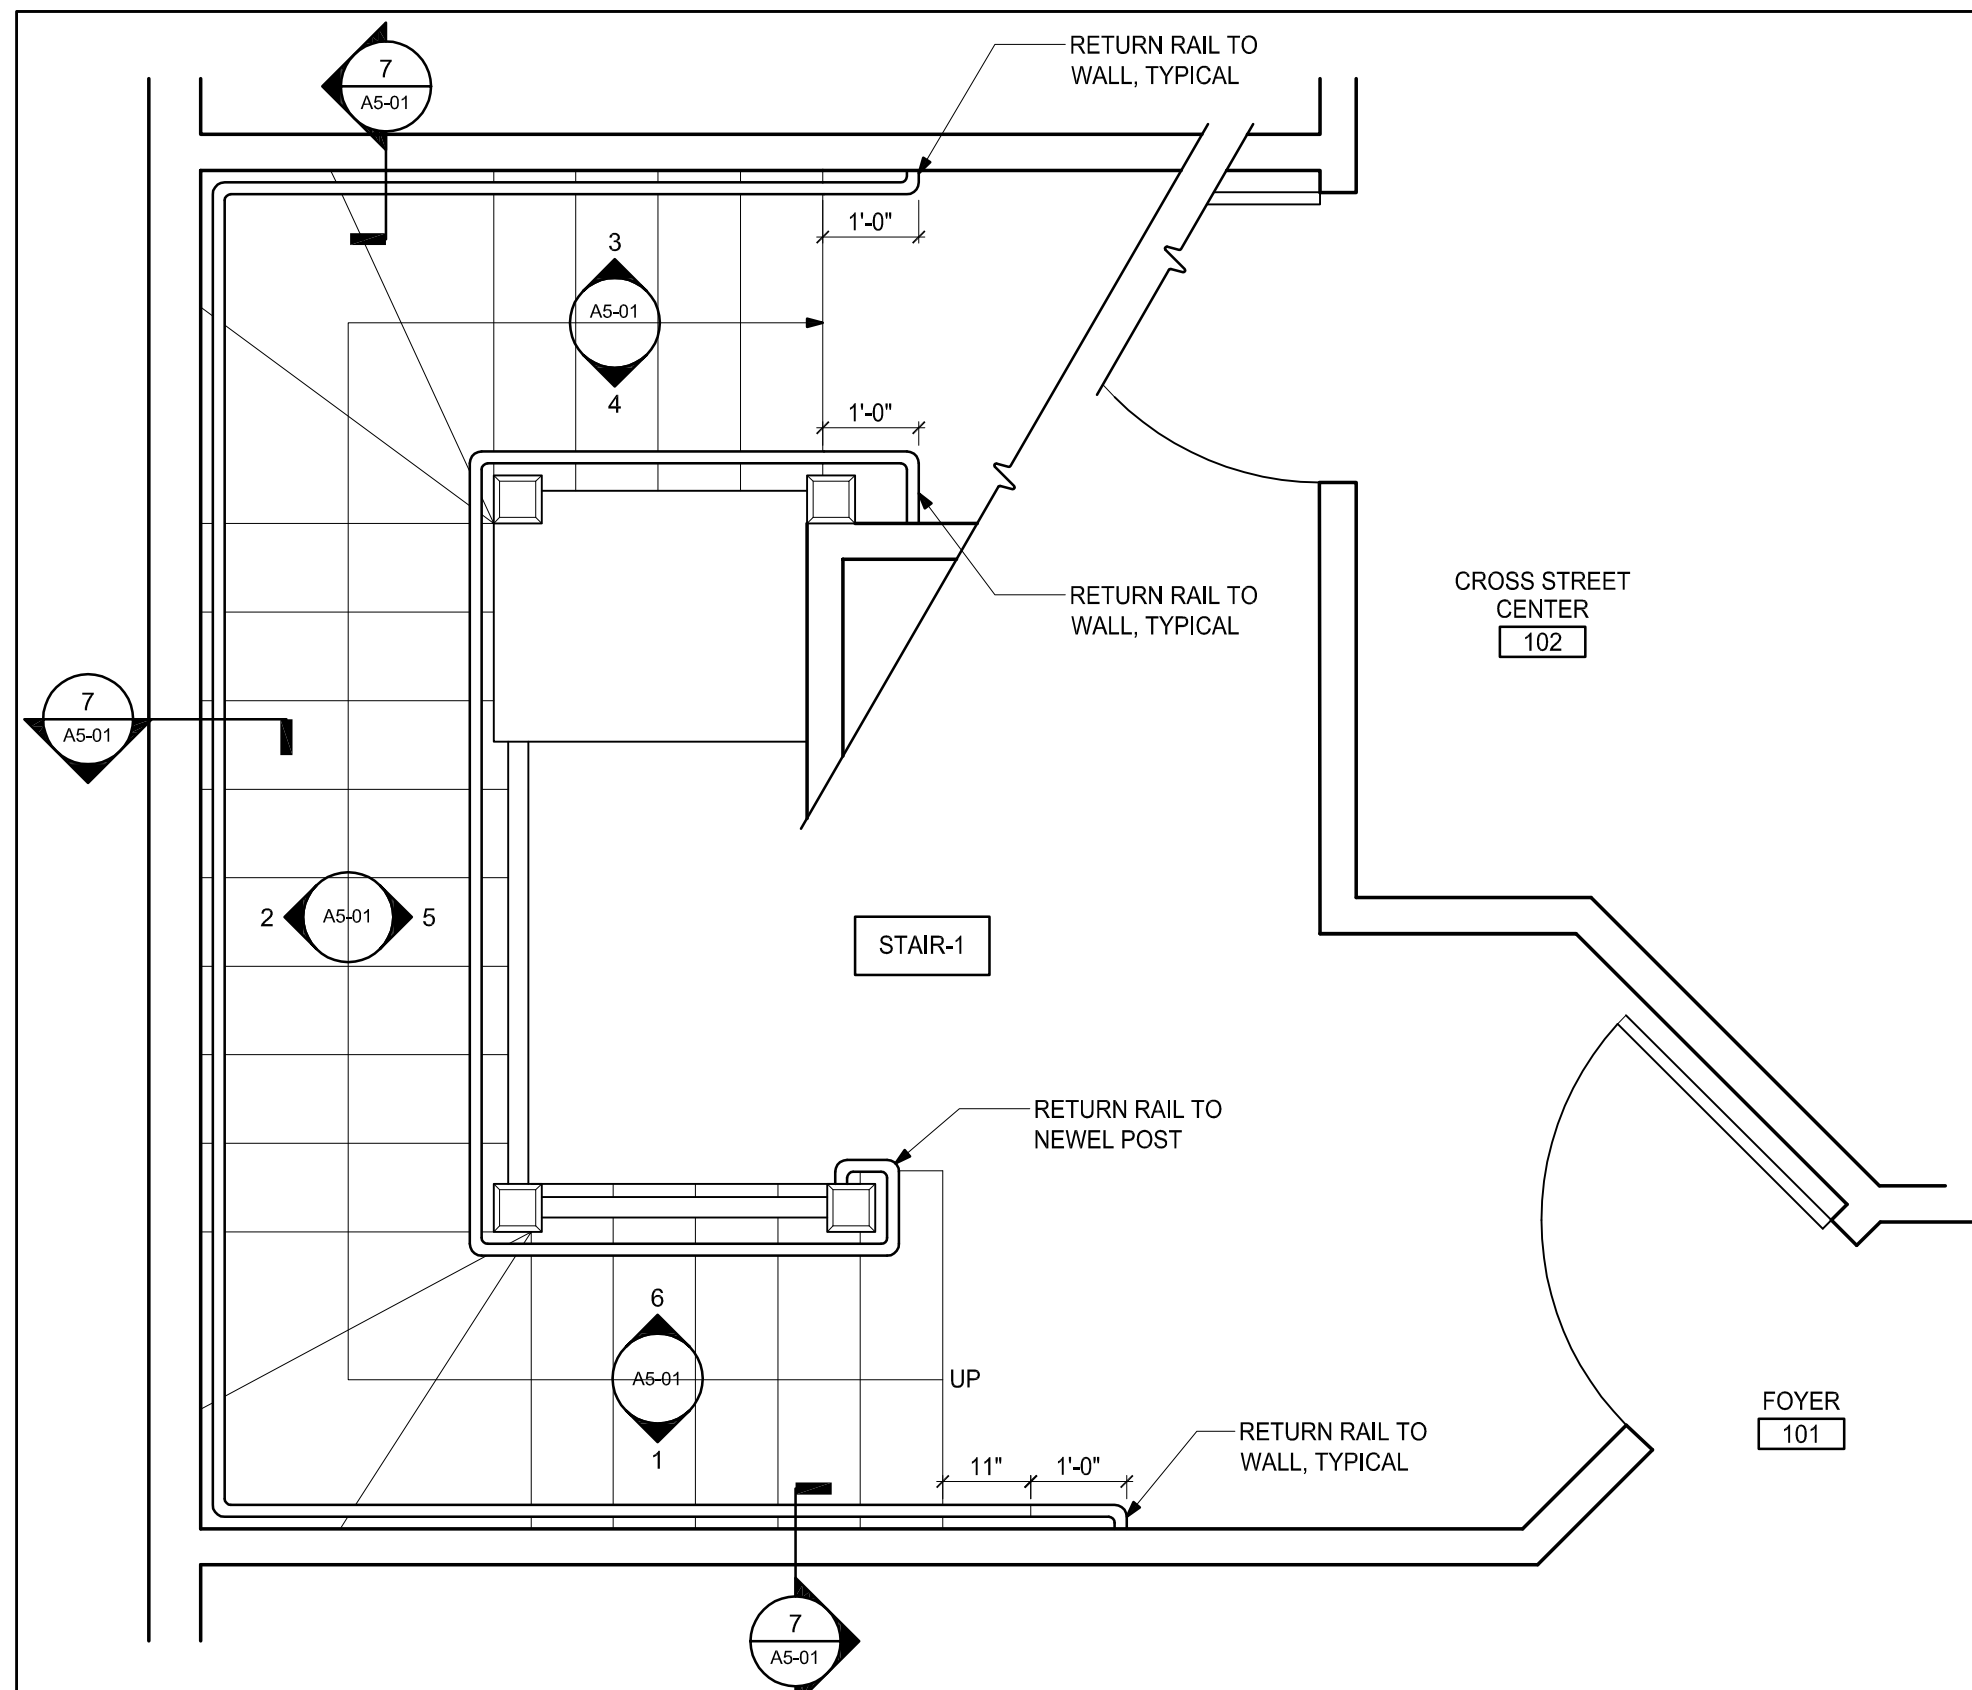 RETURN RAIL TO
WALL, TYPICAL
7
A5-01
1'-0"
3
A5-01
4
1'-0"
RETURN RAIL TO
WALL, TYPICAL
CROSS STREET
CENTER
102
7
A5-01
2
A5-01
5
STAIR-1
RETURN RAIL TO
NEWEL POST
6
A5-01
1
UP
FOYER
101
RETURN RAIL TO
WALL, TYPICAL
11"
1'-0"
7
A5-01